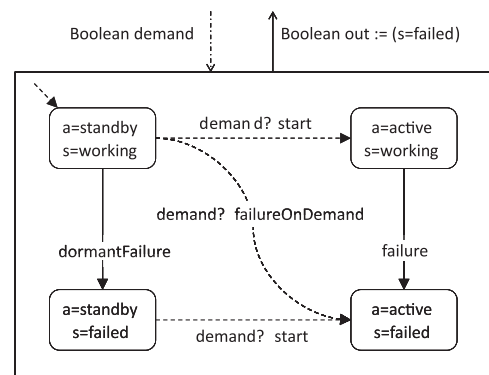 Boolean demand
Boolean out := (s=failed)
a=standby
s=working
demand? start
a=active
s=working
demand? failureOnDemand
dormantFailure
failure
a=standby
s=failed
demand? start
a=active
s=failed